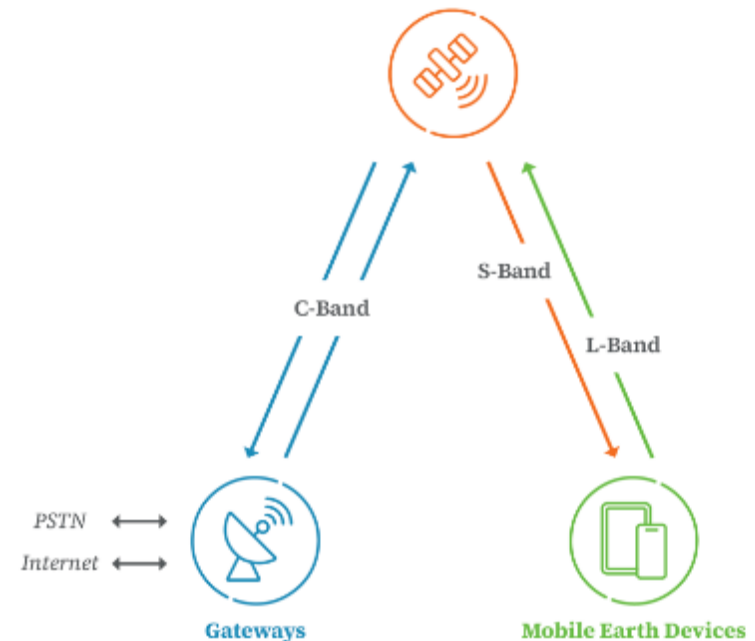 S-Band
C-Band
L-Band
PSTN
Internet
Gateways
Mobile Earth Devices